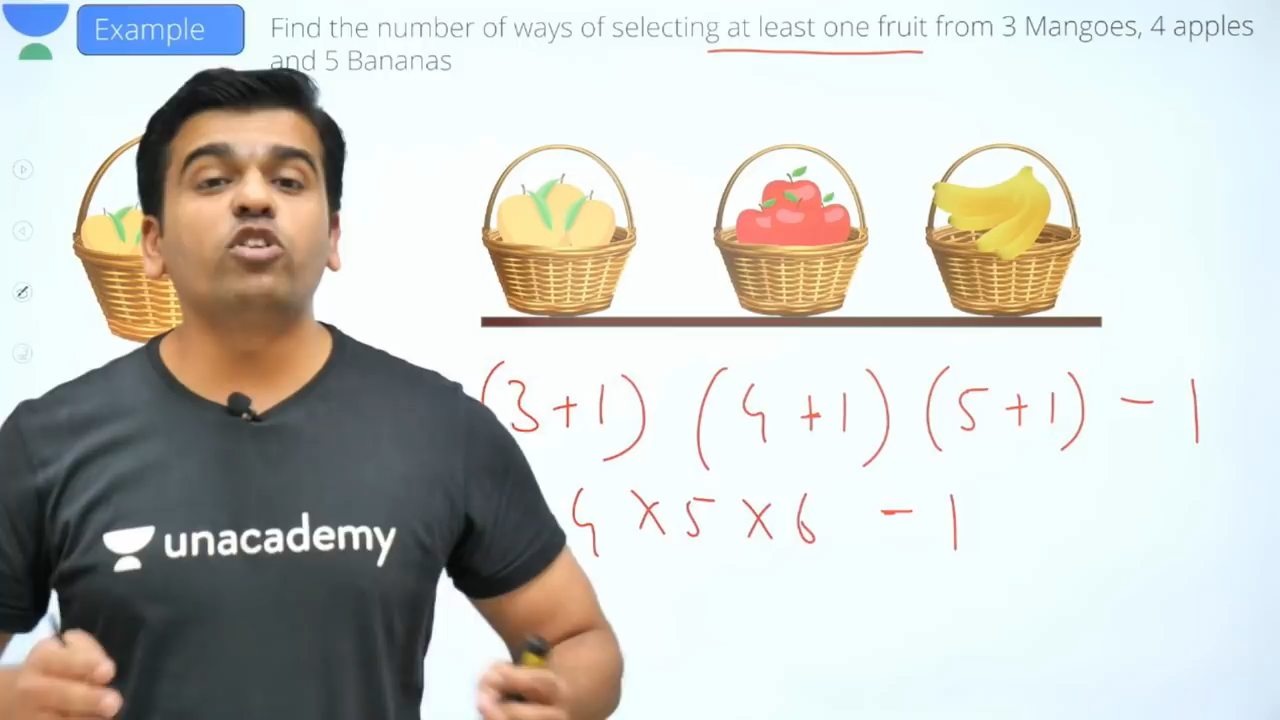 Example
Find the number of ways of selecting at least one fruit from 3 Mangoes, 4 apples
and 5 Bananas
(3+1) (4+1) (5+1) - 1
4 × 5 × 6 - 1
unacademy